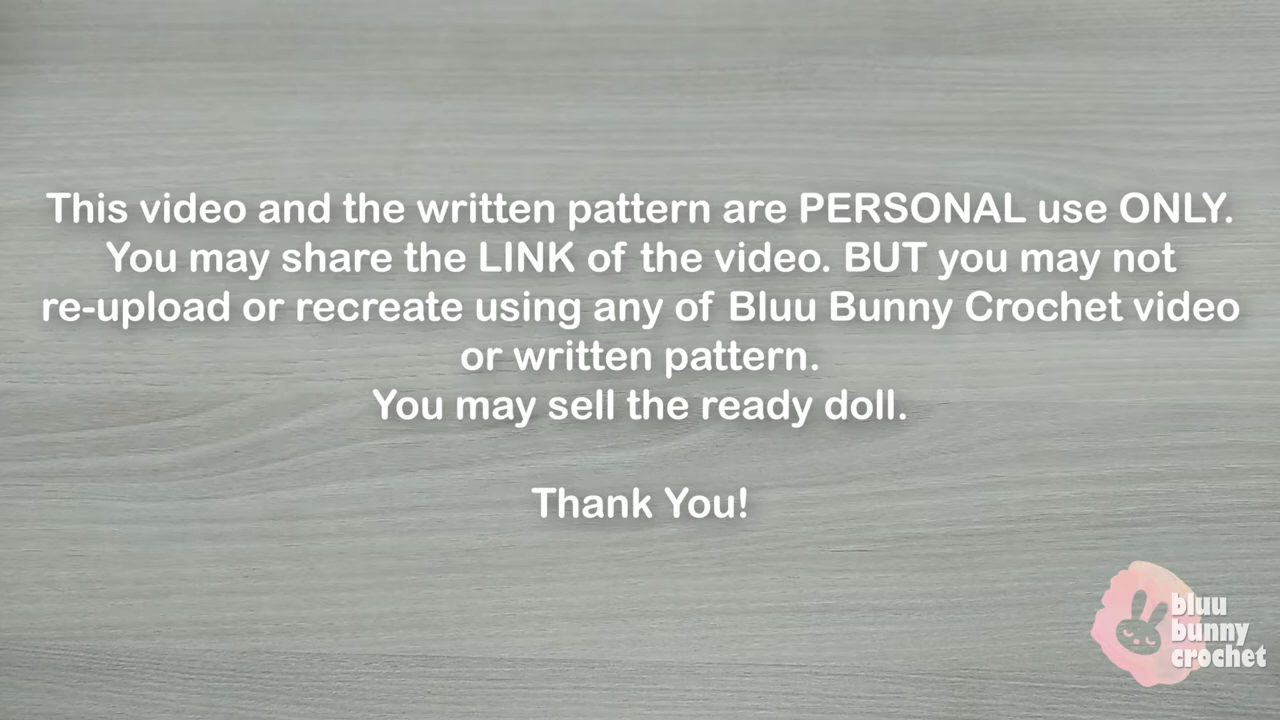 This video and the written pattern are PERSONAL use ONLY.
You may share the LINK of the video. BUT you may not
re-upload or recreate using any of Bluu Bunny Crochet video
or written pattern.
You may sell the ready doll.
Thank You!
bluu
bunny
crochet